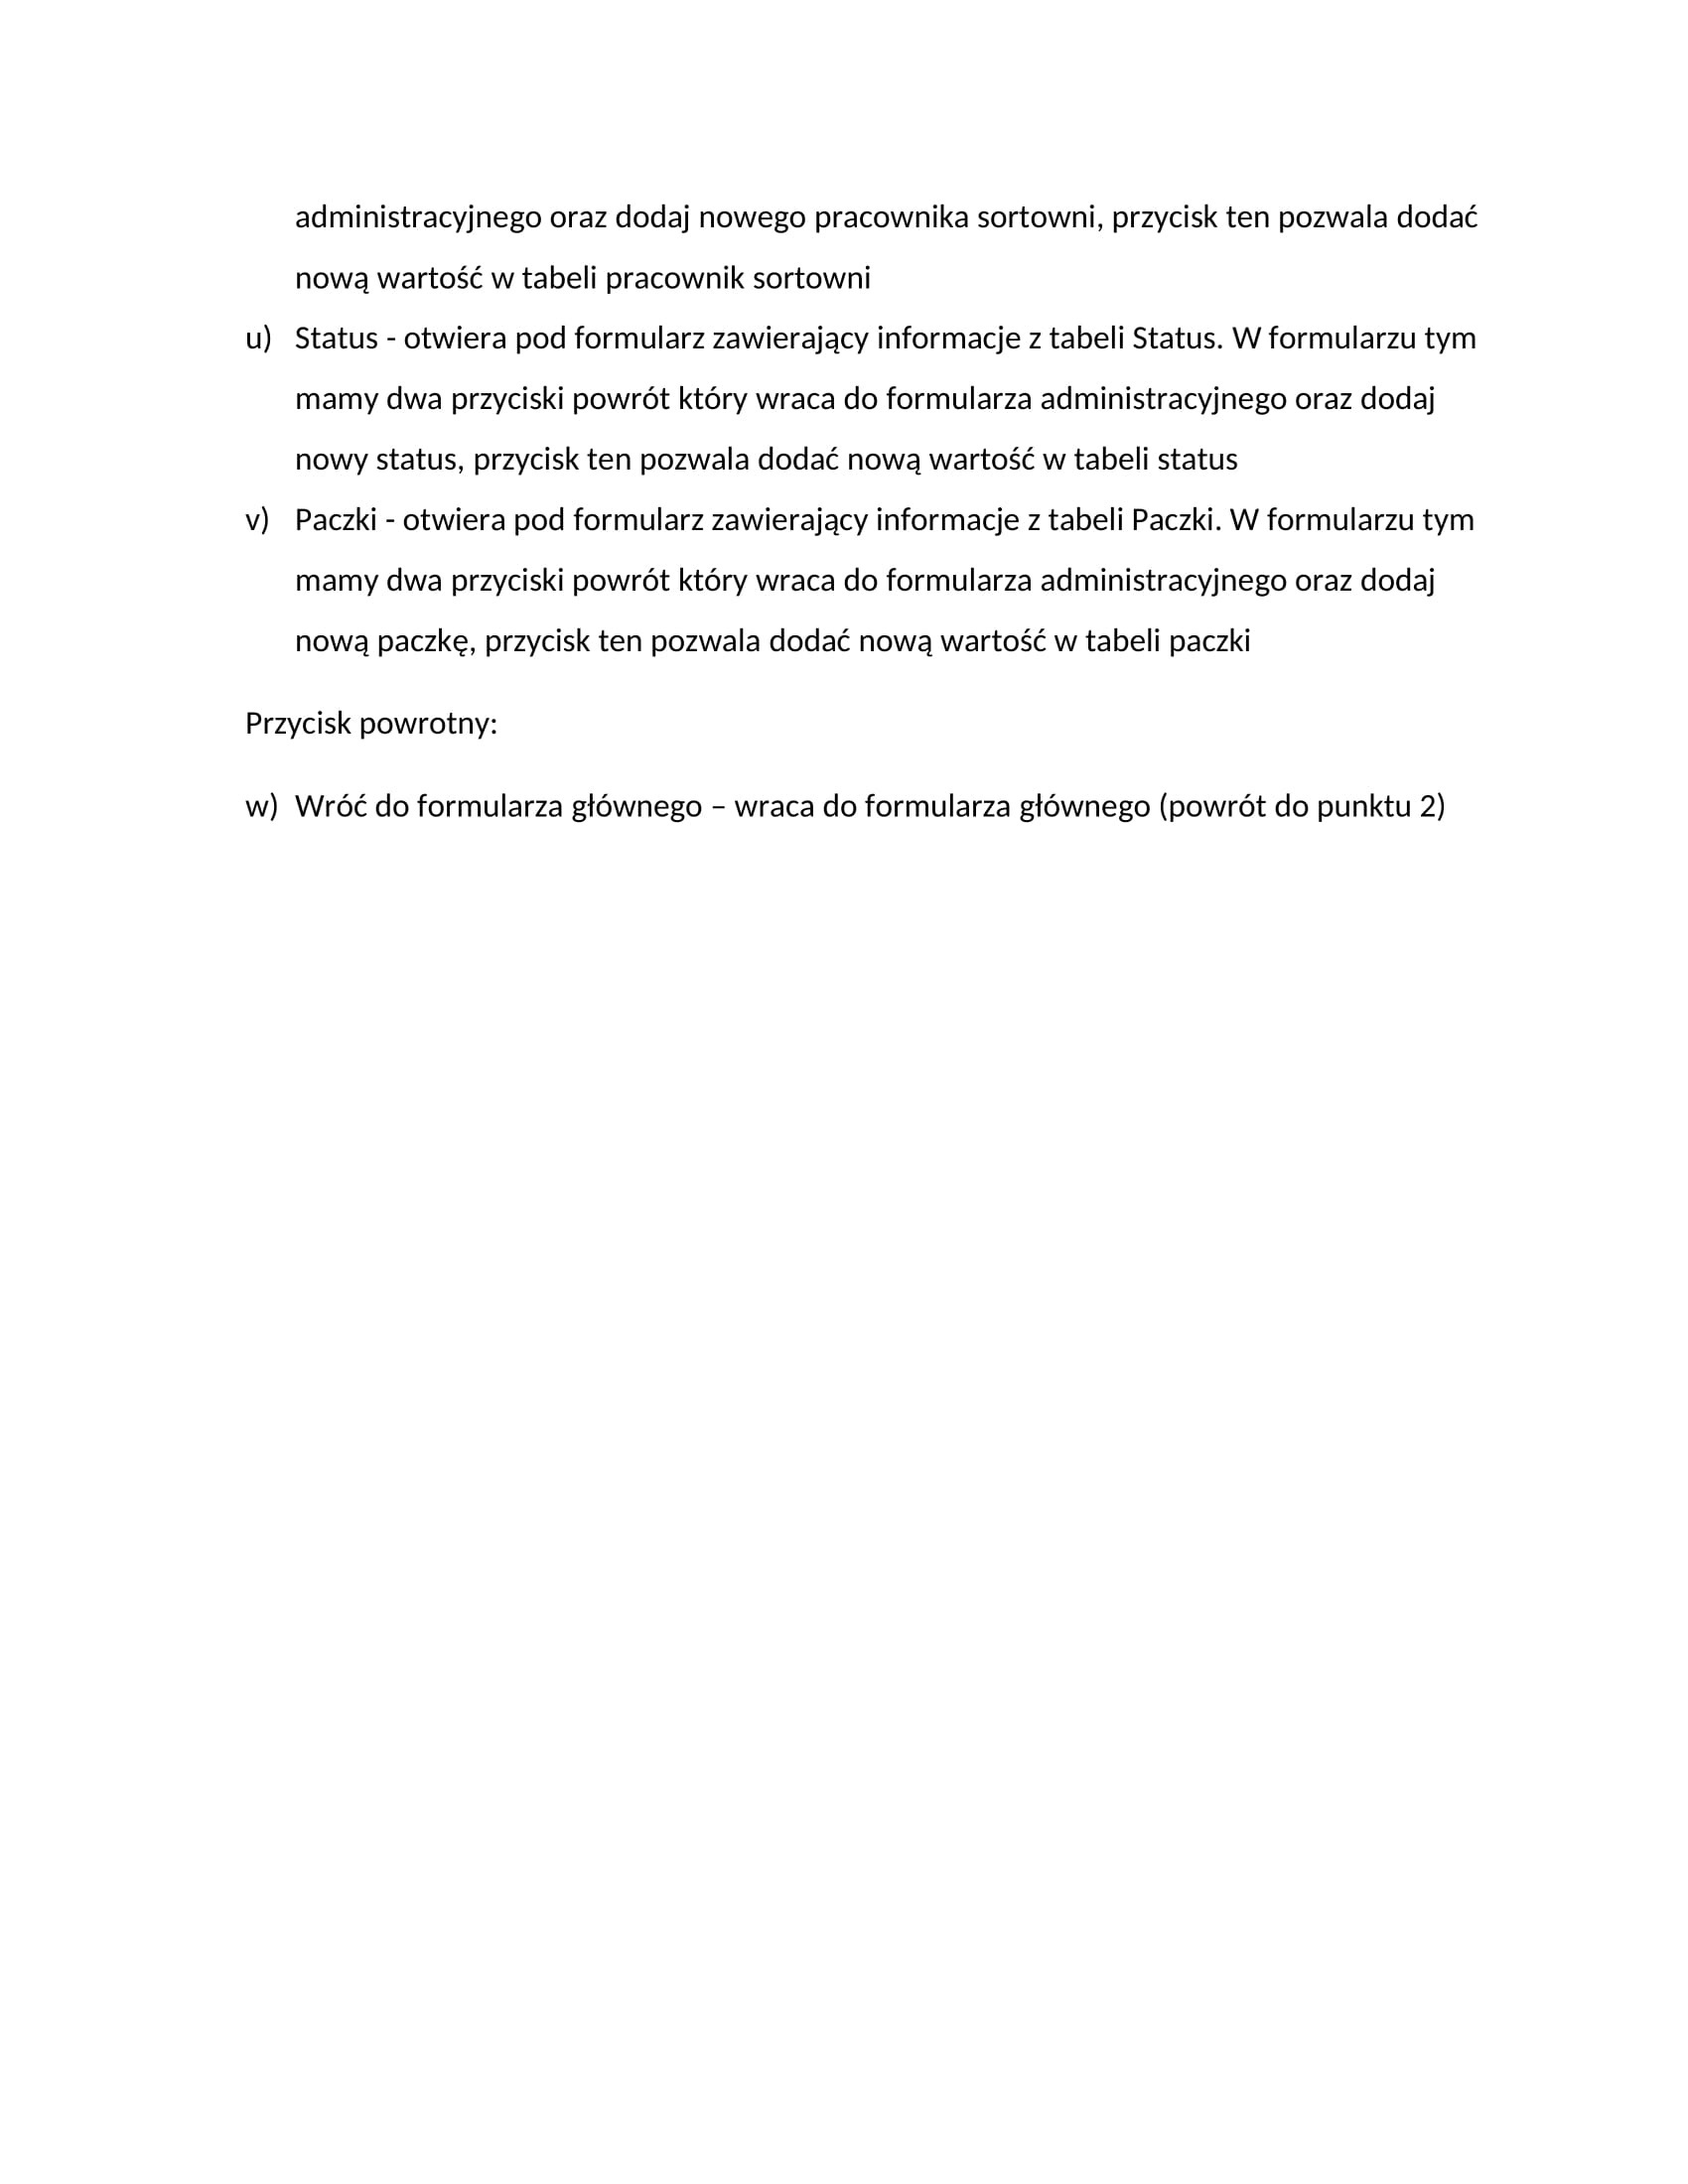 administracyjnego oraz dodaj nowego pracownika sortowni, przycisk ten pozwala dodać
nową wartość w tabeli pracownik sortowni
u) Status - otwiera pod formularz zawierający informacje z tabeli Status. W formularzu tym
mamy dwa przyciski powrót który wraca do formularza administracyjnego oraz dodaj
nowy status, przycisk ten pozwala dodać nową wartość w tabeli status
v) Paczki - otwiera pod formularz zawierający informacje z tabeli Paczki. W formularzu tym
mamy dwa przyciski powrót który wraca do formularza administracyjnego oraz dodaj
nową paczkę, przycisk ten pozwala dodać nową wartość w tabeli paczki
Przycisk powrotny:
w) Wróć do formularza głównego – wraca do formularza głównego (powrót do punktu 2)